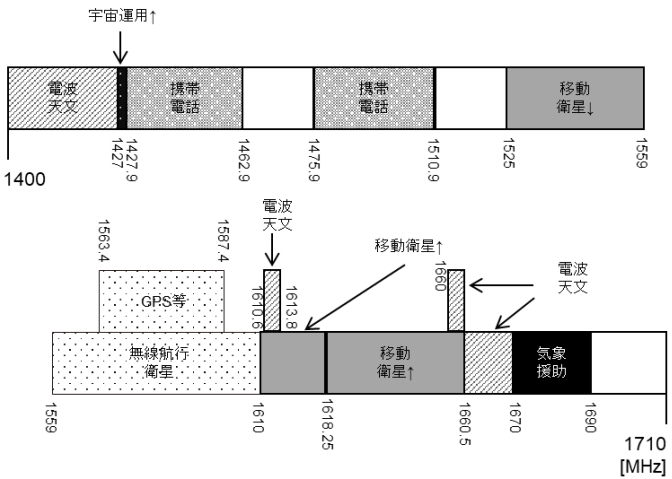 宇宙運用↑
電波
天文
携帯
電話
携帯
電話
移動
衛星↓
1400
1427
1427.9
1462.9
1475.9
1510.9
1525
1559
電波
天文
移動衛星↑
電波
天文
1563.4
1587.4
1610.6
1613.8
1660
GPS等
無線航行
衛星
移動
衛星↑
気象
援助
1559
1610
1618.25
1660.5
1670
1690
1710
[MHz]